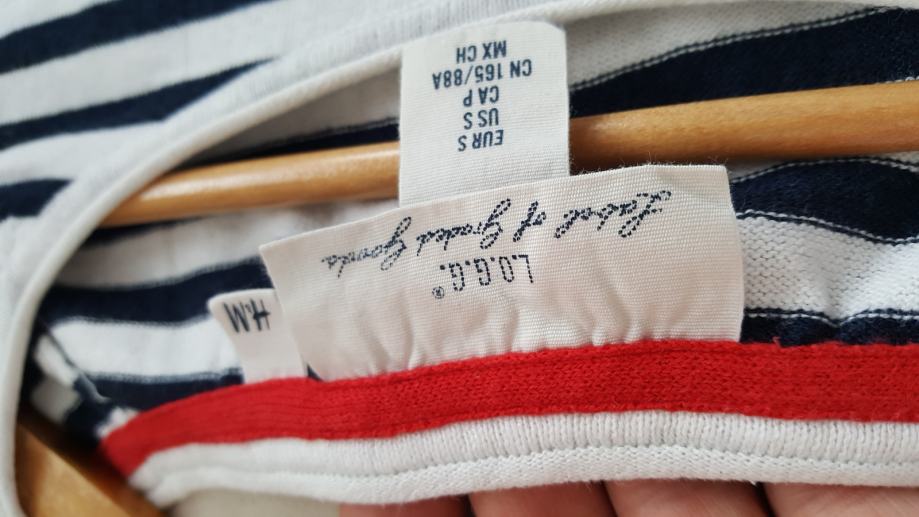 H.M
L.O.G.G.®
Label of Graded Goods
EUR S
US S
CA P
CN 165/88A
MX CH